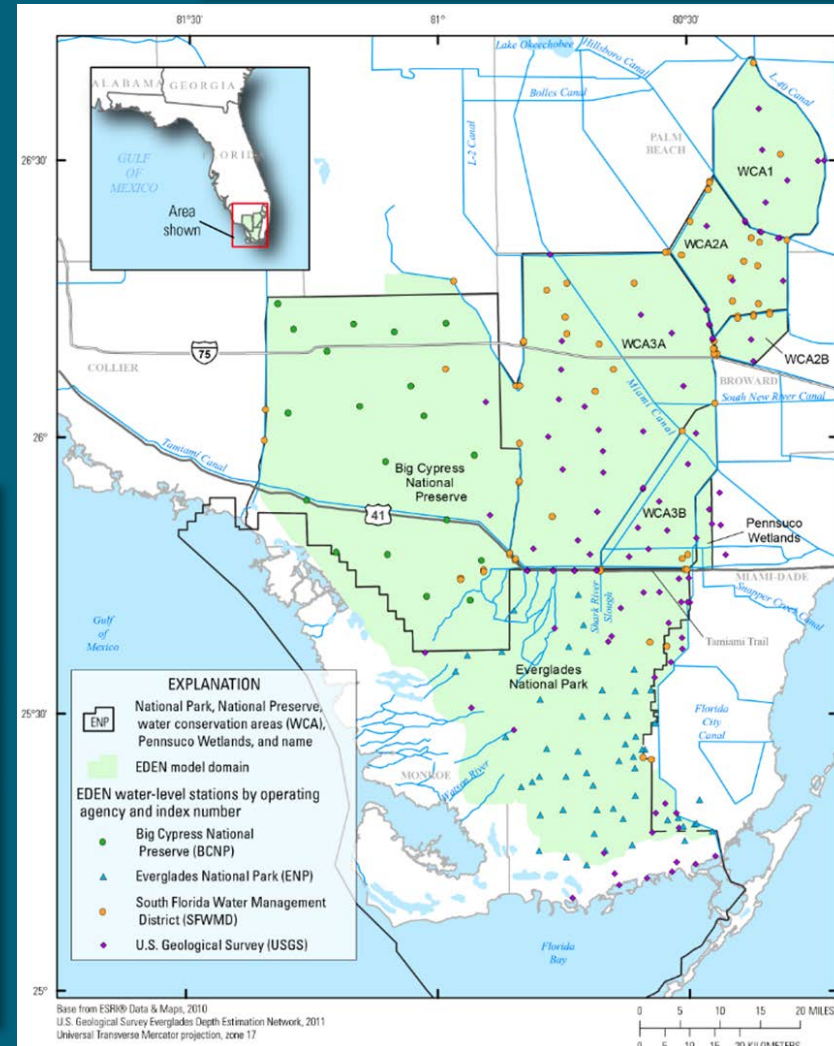 81°30'
81°
80°30'
Lake Okeechobee
Hillsboro Canal
Bolles Canal
L-40 Canal
L-2 Canal
PALM
BEACH
ALABAMA
GEORGIA
FLORIDA
GULF
OF
MEXICO
Area
shown
26°30'
WCA1
WCA2A
WCA3A
WCA2B
75
COLLIER
BROWARD
Miami Canal
South New River Canal
26°
Tamiami Canal
Big Cypress
National
Preserve
41
WCA3B
Pennsuco
Wetlands
MIAMI-DADE
Snapper Creek Canal
Shark River
Slough
Tamiami Trail
Gulf
of
Mexico
Everglades
National Park
25°30'
Florida
City
Canal
MONROE
Watson River
EXPLANATION
ENP
National Park, National Preserve,
water conservation areas (WCA),
Pennsuco Wetlands, and name
EDEN model domain
EDEN water-level stations by operating
agency and index number
Big Cypress National
Preserve (BCNP)
Everglades National Park (ENP)
South Florida Water Management
District (SFWMD)
U.S. Geological Survey (USGS)
Florida
Bay
25°
Base from ESRI® Data & Maps, 2010
U.S. Geological Survey Everglades Depth Estimation Network, 2011
Universal Transverse Mercator projection, zone 17
0 5 10 15 20 MILES
0 5 10 15 20 KILOMETERS